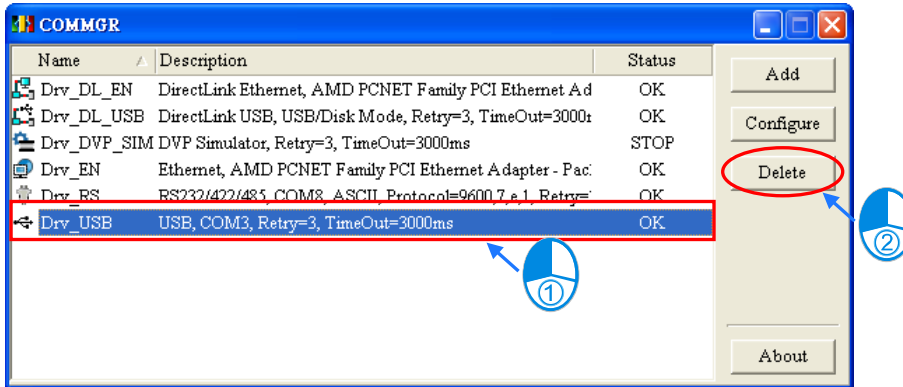 COMMGR
Name Description Status
Drv_DL_EN DirectLink Ethernet, AMD PCNET Family PCI Ethernet Ad OK
Drv_DL_USB DirectLink USB, USB/Disk Mode, Retry=3, TimeOut=3000 OK
Drv_DVP_SIM DVP Simulator, Retry=3, TimeOut=3000ms STOP
Drv_EN Ethernet, AMD PCNET Family PCI Ethernet Adapter - Pac OK
Drv_RS RS232/422/485, COM8, ASCII, Protocol=9600,7,e,1, Retry= OK
Drv_USB USB, COM3, Retry=3, TimeOut=3000ms OK
Add
Configure
Delete
About
①
②